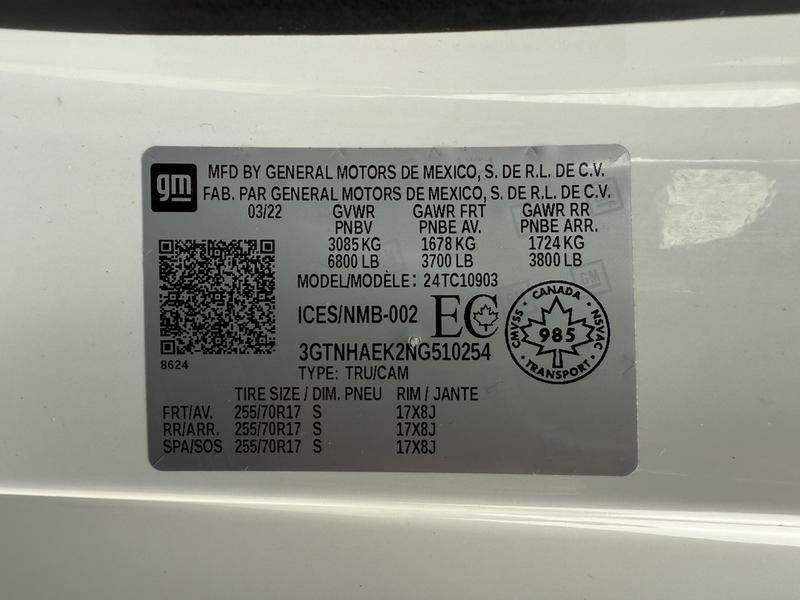 gm
MFD BY GENERAL MOTORS DE MEXICO, S. DE R.L. DE C.V.
FAB. PAR GENERAL MOTORS DE MEXICO, S. DE R.L. DE C.V.
03/22 GVWR GAWR FRT GAWR RR
PNBV PNBE AV. PNBE ARR.
3085 KG 1678 KG 1724 KG
6800 LB 3700 LB 3800 LB
MODEL/MODÈLE: 24TC10903
ICES/NMB-002 EC
CANADA CMVSS NSVAC 985 TRANSPORT
3GTNHAEK2NG510254
8624
TYPE: TRU/CAM
TIRE SIZE / DIM. PNEU RIM / JANTE
FRT/AV. 255/70R17 S 17X8J
RR/ARR. 255/70R17 S 17X8J
SPA/SOS 255/70R17 S 17X8J